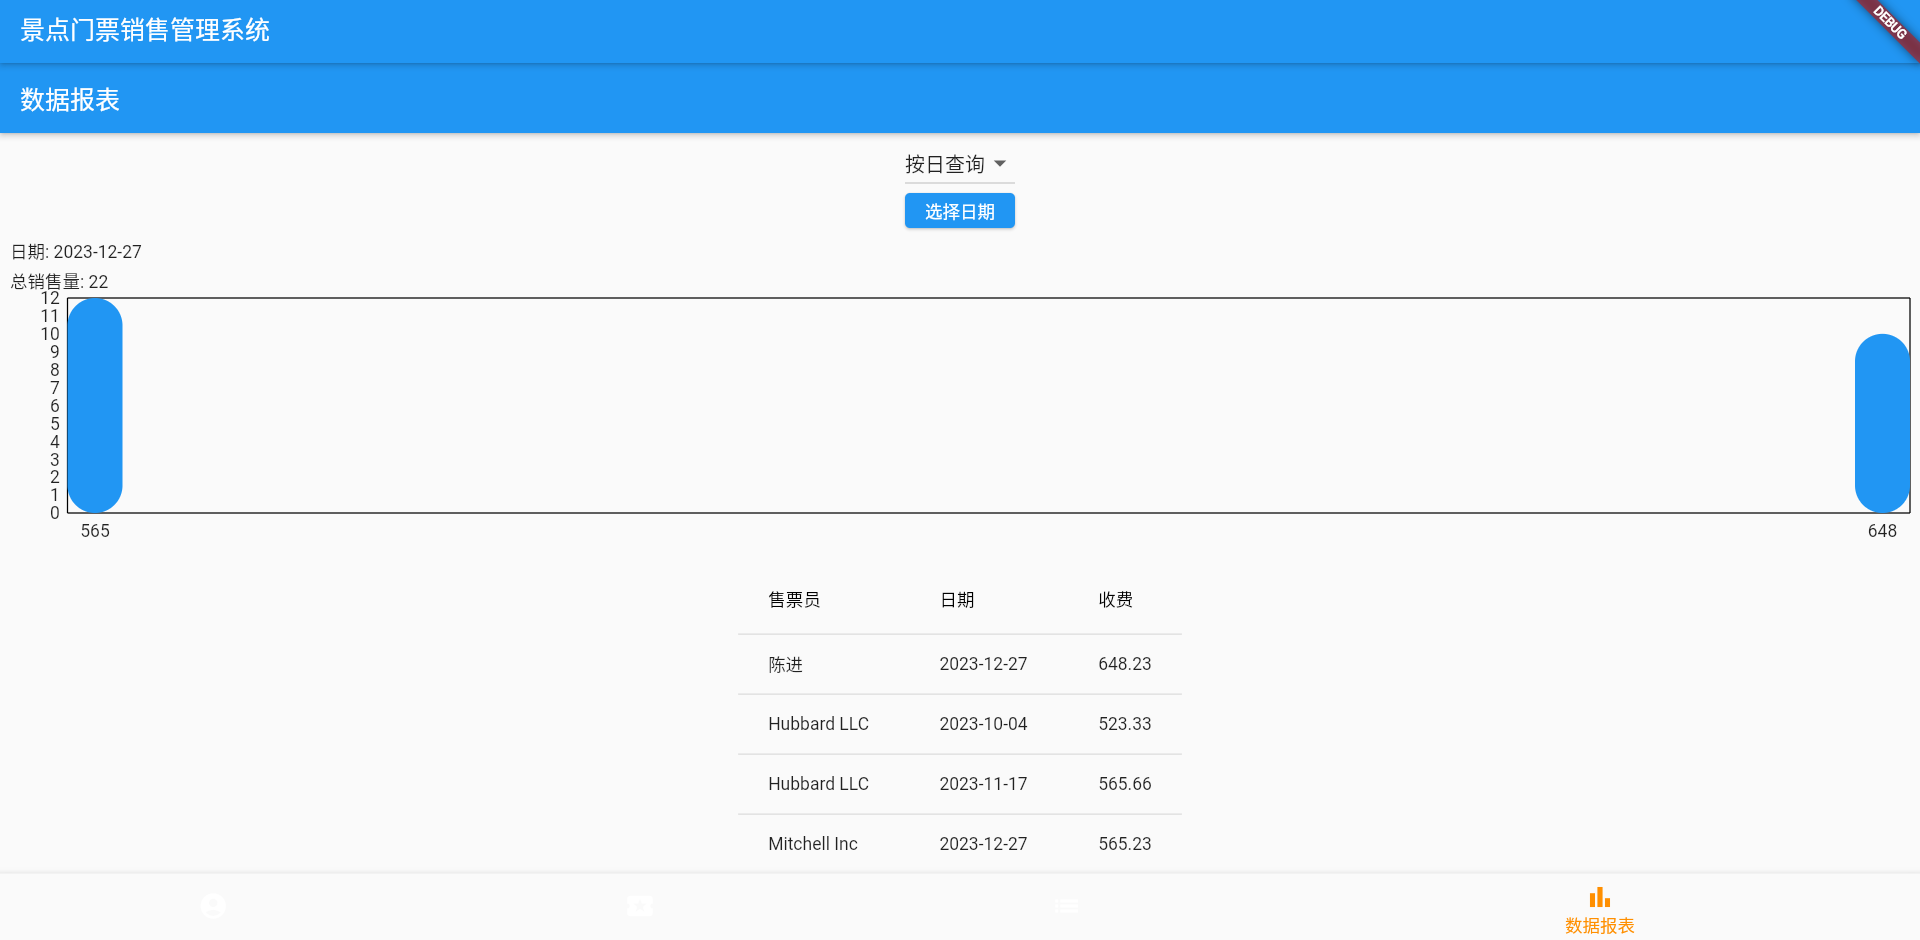 景点门票销售管理系统
DEBUG
数据报表
按日查询
选择日期
日期: 2023-12-27
总销售量: 22
12
11
10
9
8
7
6
5
4
3
2
1
0
565 648
售票员 日期 收费
陈进 2023-12-27 648.23
Hubbard LLC 2023-10-04 523.33
Hubbard LLC 2023-11-17 565.66
Mitchell Inc 2023-12-27 565.23
数据报表